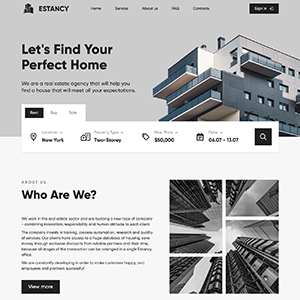 ESTANCY
Home Service About us FAQ Contacts
Sign in
Let's Find Your
Perfect Home
We are a real estate agency that will help you
find a house that will meet all your expectations.
Rent Buy Sale
Location Property Type Max. Price Date
New York Two-Storey $50,000 06.07 - 13.07
ABOUT US
Who Are We?
We work in the real estate sector and are building a new type of company
- combining innovation, responsibility and human attitude to each client.
The company invests in training, process automation, research and quality
of services. Our clients have access to a huge database of housing, save
money through exclusive discounts from reliable partners and their time,
because all stages of the transaction can be arranged in a single Estancy
office.
We are constantly developing in order to make customers happy, and
employees and partners successful!
View more